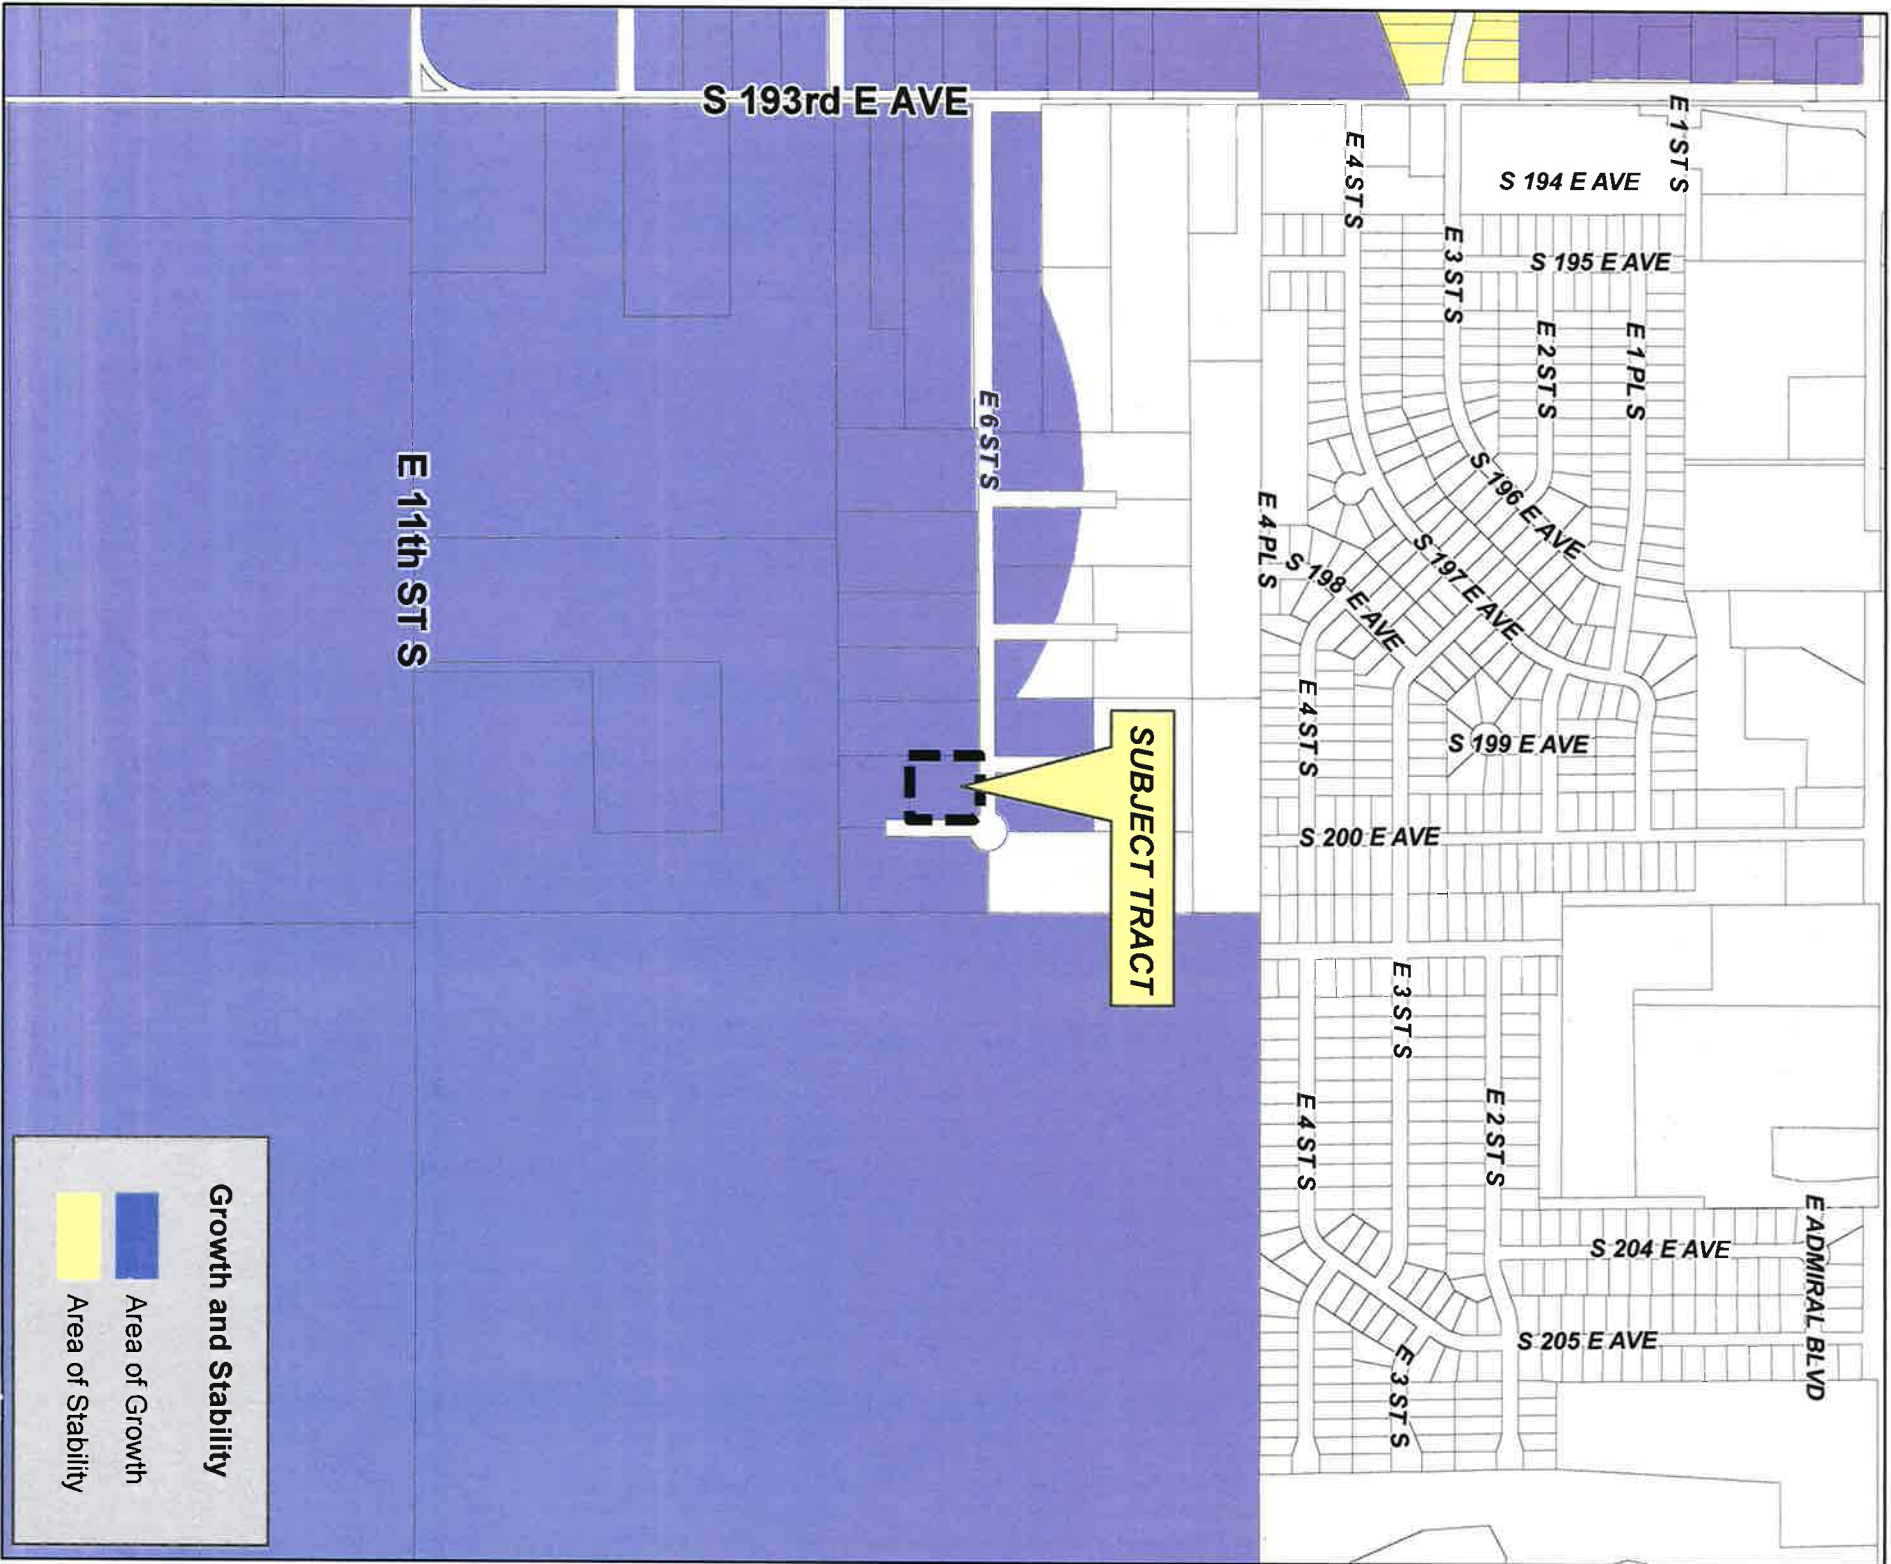 S 193rd E AVE
E 1 ST S
E 4 ST S
S 194 E AVE
E 3 ST S
S 195 E AVE
E 2 ST S
E 1 PL S
E 6 ST S
S 196 E AVE
E 11th ST S
E 4 PL S
S 197 E AVE
S 198 E AVE
E 4 ST S
S 199 E AVE
SUBJECT TRACT
S 200 E AVE
E 3 ST S
E 2 ST S
E 4 ST S
E ADMIRAL BLVD
S 204 E AVE
S 205 E AVE
E 3 ST S
Growth and Stability
Area of Growth
Area of Stability